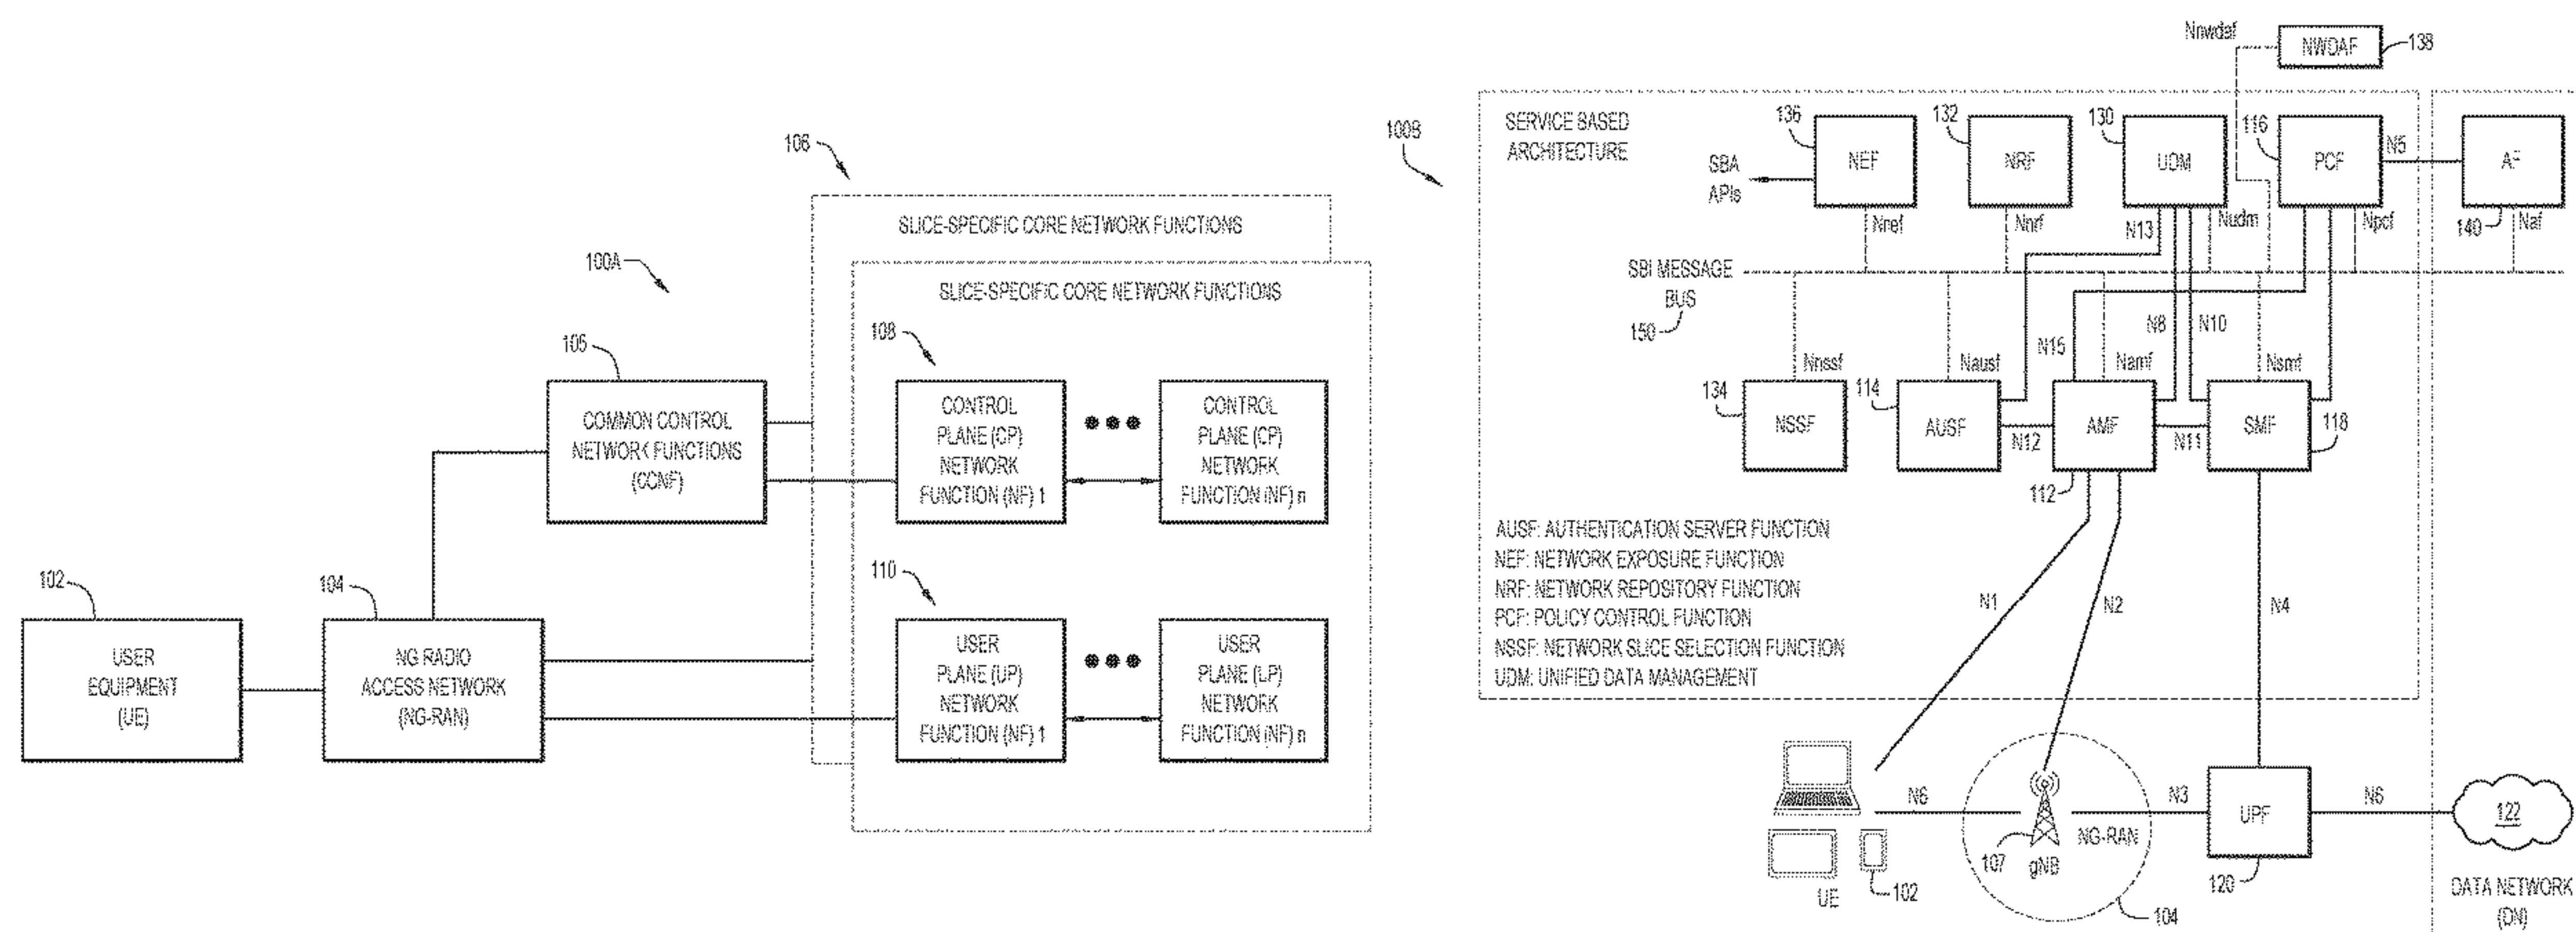 106
SLICE-SPECIFIC CORE NETWORK FUNCTIONS
100A
SLICE-SPECIFIC CORE NETWORK FUNCTIONS
108
105
COMMON CONTROL
NETWORK FUNCTIONS
(CCNF)
CONTROL
PLANE (CP)
NETWORK
FUNCTION (NF) 1
CONTROL
PLANE (CP)
NETWORK
FUNCTION (NF) n
102
USER
EQUIPMENT
(UE)
104
NG RADIO
ACCESS NETWORK
(NG-RAN)
110
USER
PLANE (UP)
NETWORK
FUNCTION (NF) 1
USER
PLANE (UP)
NETWORK
FUNCTION (NF) n
100B
Nnwdaf
NWDAF
138
SERVICE BASED
ARCHITECTURE
SBA
APIs
136
NEF
132
NRF
130
UDM
116
PCF
N5
AF
140
Nnef
Nnrf
N13
Nudm
Npcf
Naf
SBI MESSAGE
BUS
150
N15
N8
N10
Nnssf
Nausf
Namf
Nsmf
134
NSSF
114
AUSF
N12
AMF
112
N11
SMF
118
AUSF: AUTHENTICATION SERVER FUNCTION
NEF: NETWORK EXPOSURE FUNCTION
NRF: NETWORK REPOSITORY FUNCTION
PCF: POLICY CONTROL FUNCTION
NSSF: NETWORK SLICE SELECTION FUNCTION
UDM: UNIFIED DATA MANAGEMENT
N1
N2
N4
N6
107
gNB
NG-RAN
N3
UPF
120
N6
122
UE
102
104
DATA NETWORK
(DN)